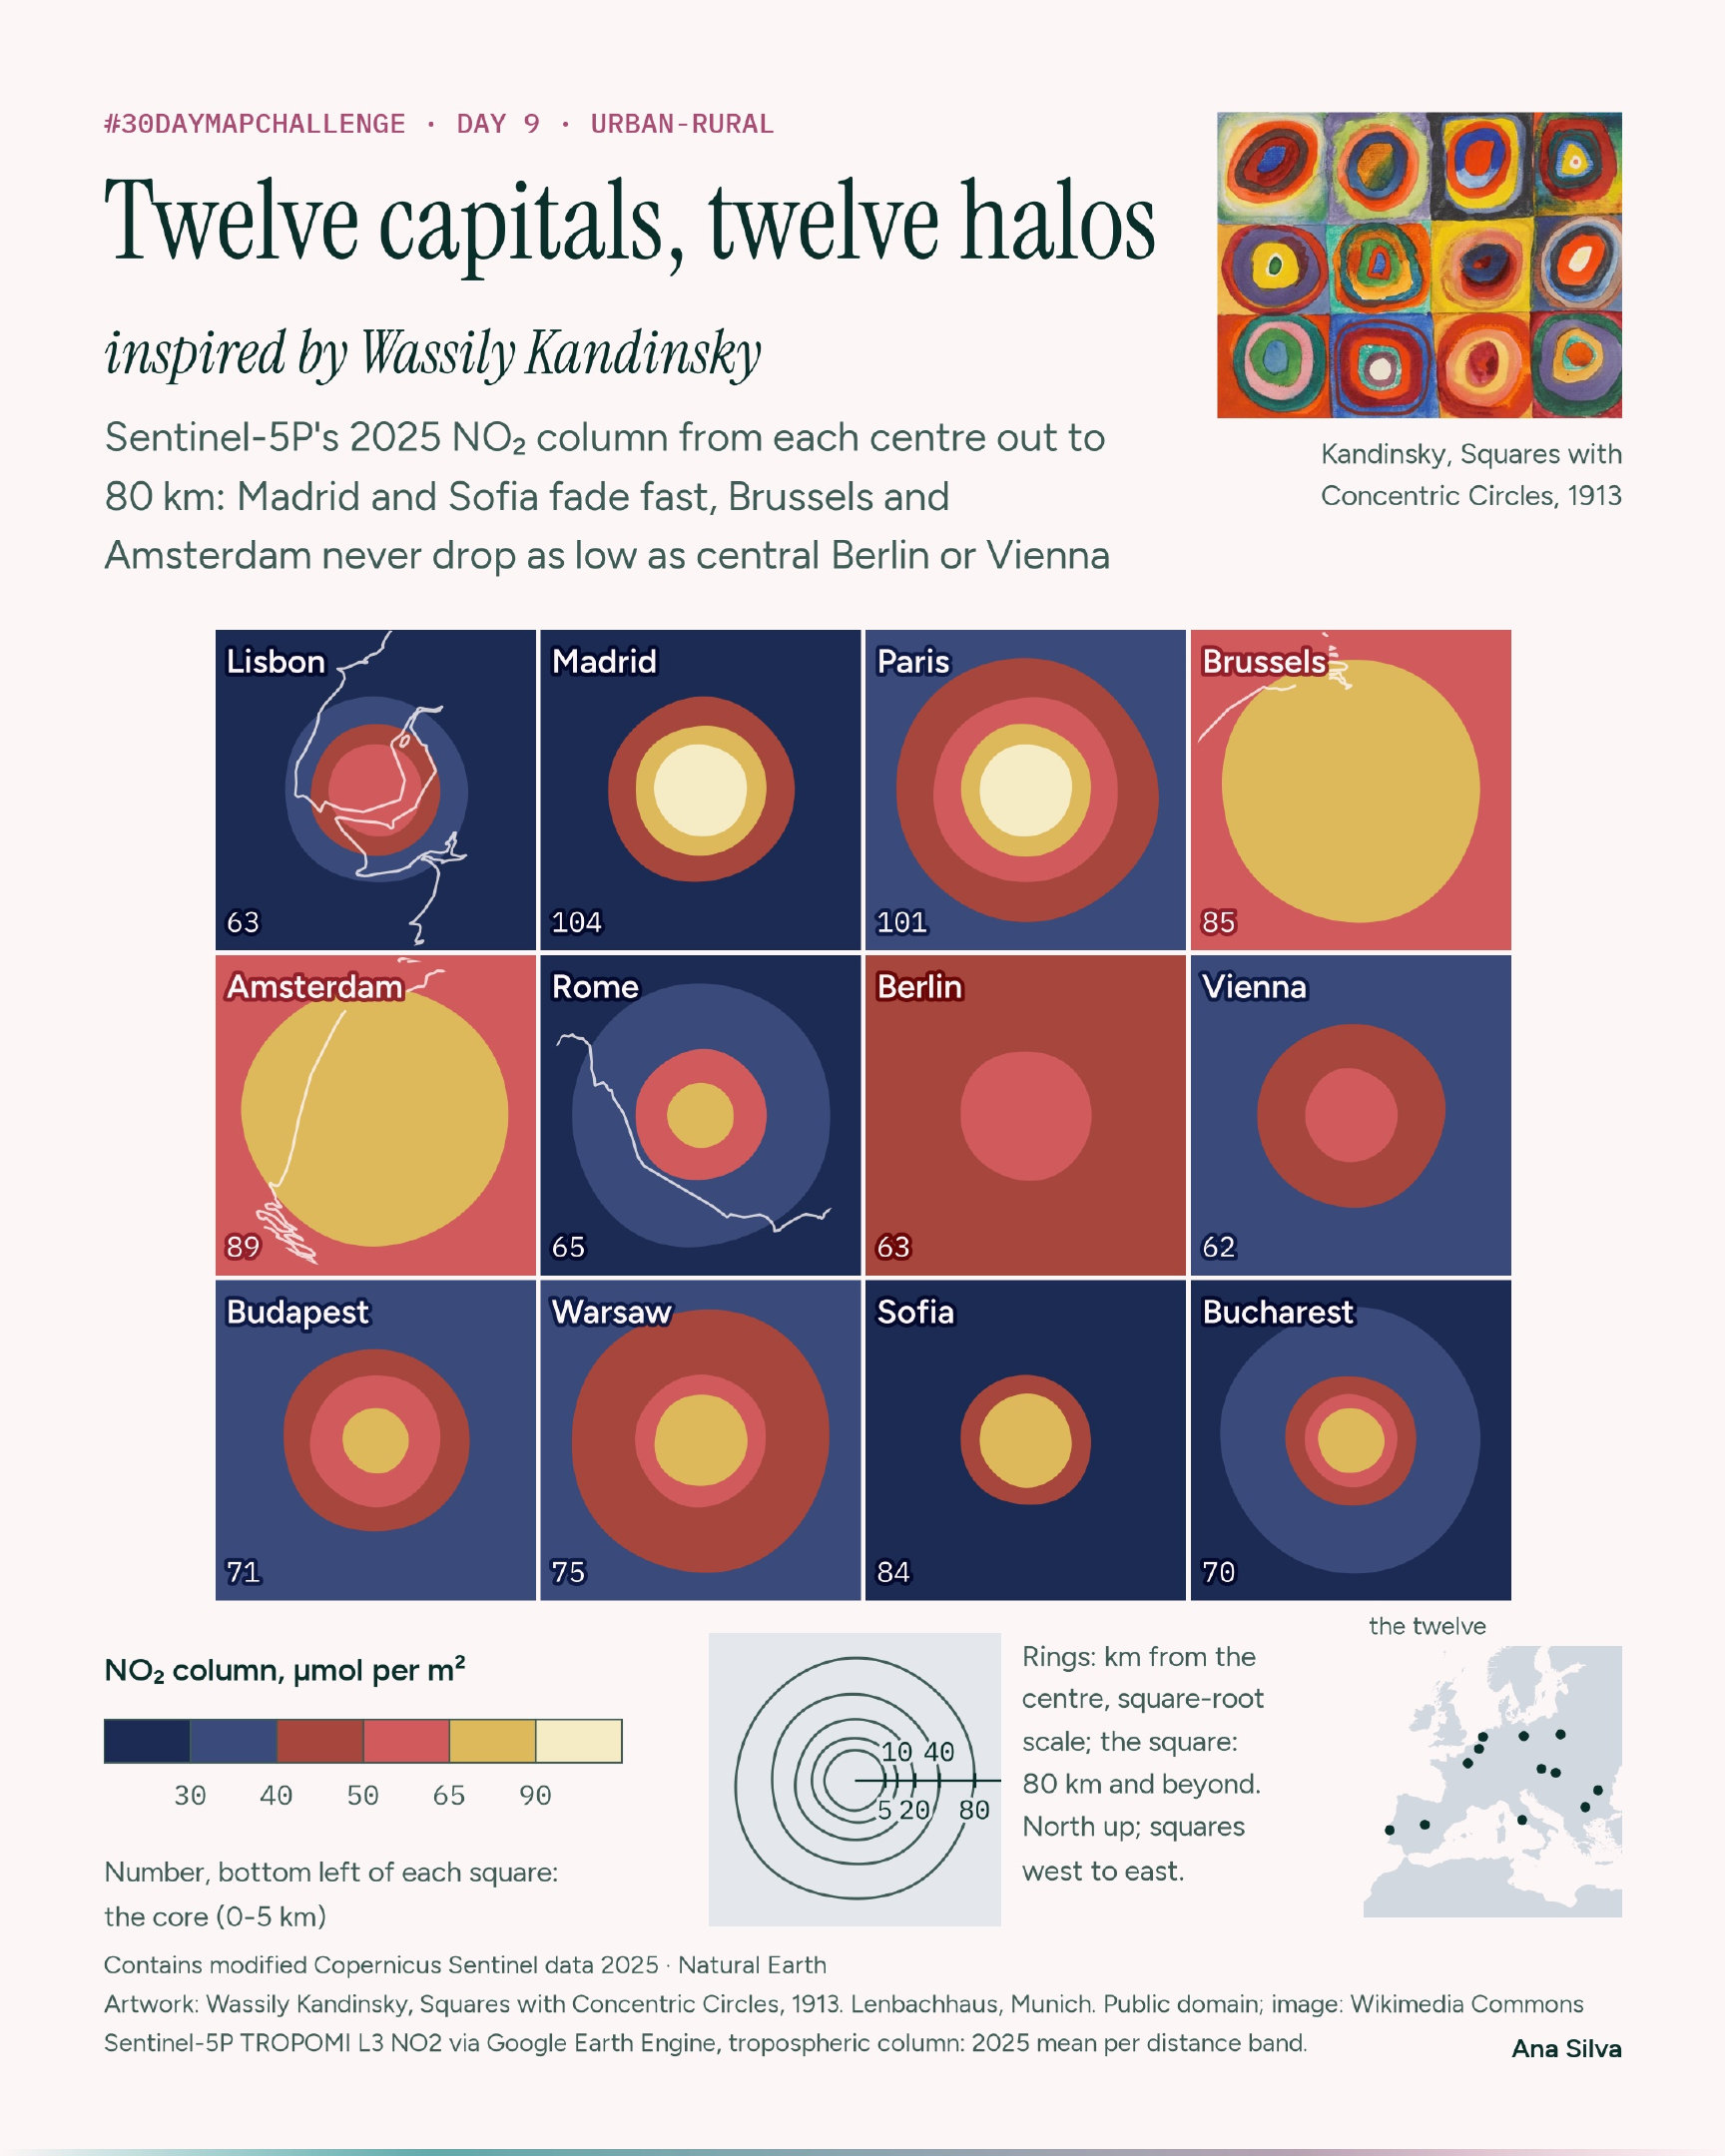 #30DAYMAPCHALLENGE · DAY 9 · URBAN-RURAL
Twelve capitals, twelve halos
inspired by Wassily Kandinsky
Sentinel-5P's 2025 NO₂ column from each centre out to
80 km: Madrid and Sofia fade fast, Brussels and
Amsterdam never drop as low as central Berlin or Vienna
Kandinsky, Squares with
Concentric Circles, 1913
Lisbon
63
Madrid
104
Paris
101
Brussels
85
Amsterdam
89
Rome
65
Berlin
63
Vienna
62
Budapest
71
Warsaw
75
Sofia
84
Bucharest
70
NO₂ column, µmol per m²
30 40 50 65 90
Number, bottom left of each square:
the core (0-5 km)
10 40
5 20 80
Rings: km from the
centre, square-root
scale; the square:
80 km and beyond.
North up; squares
west to east.
the twelve
Contains modified Copernicus Sentinel data 2025 · Natural Earth
Artwork: Wassily Kandinsky, Squares with Concentric Circles, 1913. Lenbachhaus, Munich. Public domain; image: Wikimedia Commons
Sentinel-5P TROPOMI L3 NO2 via Google Earth Engine, tropospheric column: 2025 mean per distance band.
Ana Silva